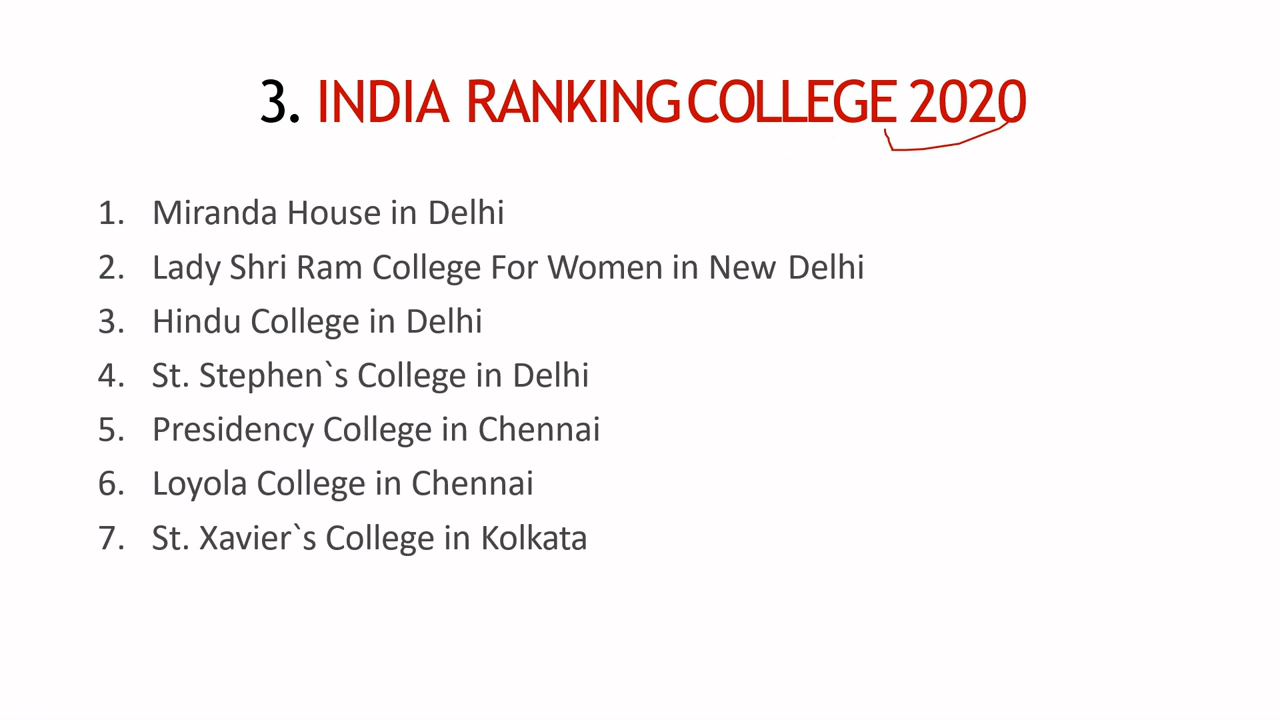 3. INDIA RANKING COLLEGE 2020
1. Miranda House in Delhi
2. Lady Shri Ram College For Women in New Delhi
3. Hindu College in Delhi
4. St. Stephen`s College in Delhi
5. Presidency College in Chennai
6. Loyola College in Chennai
7. St. Xavier`s College in Kolkata